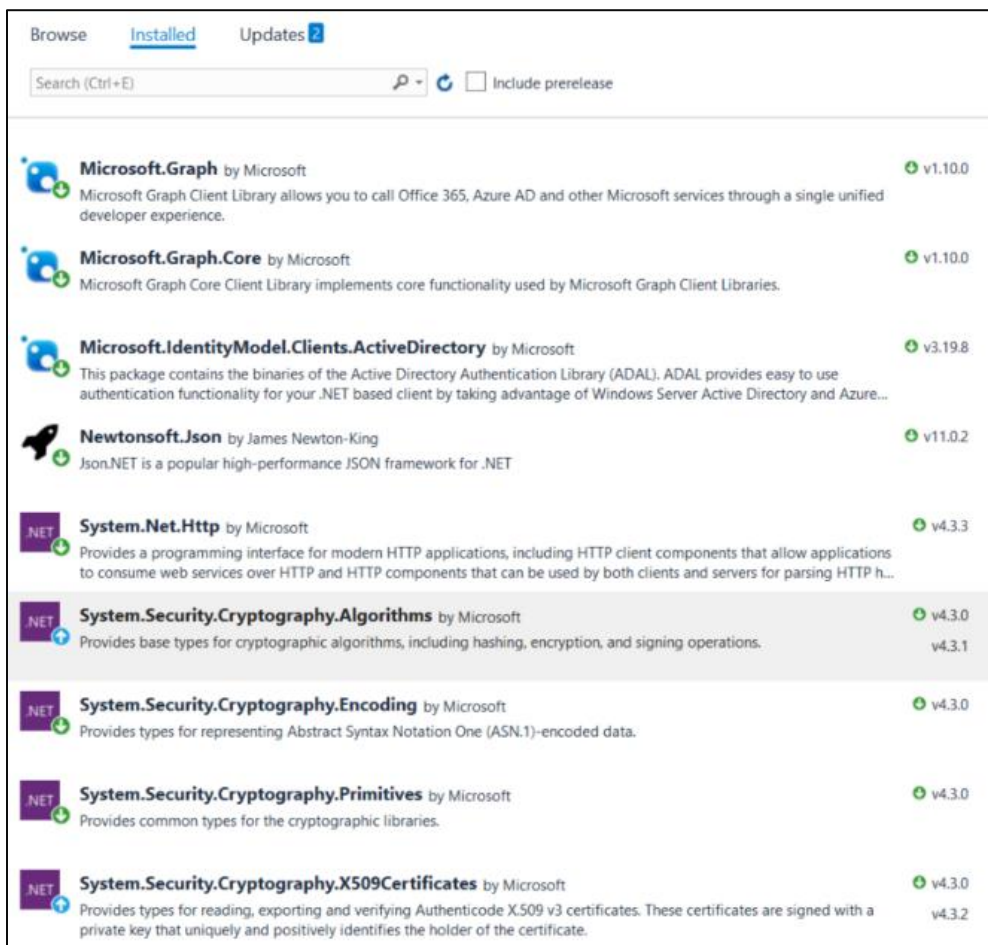 Browse Installed Updates 2
Search (Ctrl+E) Include prerelease
Microsoft.Graph by Microsoft v1.10.0
Microsoft Graph Client Library allows you to call Office 365, Azure AD and other Microsoft services through a single unified
developer experience.
Microsoft.Graph.Core by Microsoft v1.10.0
Microsoft Graph Core Client Library implements core functionality used by Microsoft Graph Client Libraries.
Microsoft.IdentityModel.Clients.ActiveDirectory by Microsoft v3.19.8
This package contains the binaries of the Active Directory Authentication Library (ADAL). ADAL provides easy to use
authentication functionality for your .NET based client by taking advantage of Windows Server Active Directory and Azure...
Newtonsoft.Json by James Newton-King v11.0.2
Json.NET is a popular high-performance JSON framework for .NET
.NET System.Net.Http by Microsoft v4.3.3
Provides a programming interface for modern HTTP applications, including HTTP client components that allow applications
to consume web services over HTTP and HTTP components that can be used by both clients and servers for parsing HTTP h...
.NET System.Security.Cryptography.Algorithms by Microsoft v4.3.0
Provides base types for cryptographic algorithms, including hashing, encryption, and signing operations. v4.3.1
.NET System.Security.Cryptography.Encoding by Microsoft v4.3.0
Provides types for representing Abstract Syntax Notation One (ASN.1)-encoded data.
.NET System.Security.Cryptography.Primitives by Microsoft v4.3.0
Provides common types for the cryptographic libraries.
.NET System.Security.Cryptography.X509Certificates by Microsoft v4.3.0
Provides types for reading, exporting and verifying Authenticode X.509 v3 certificates. These certificates are signed with a v4.3.2
private key that uniquely and positively identifies the holder of the certificate.